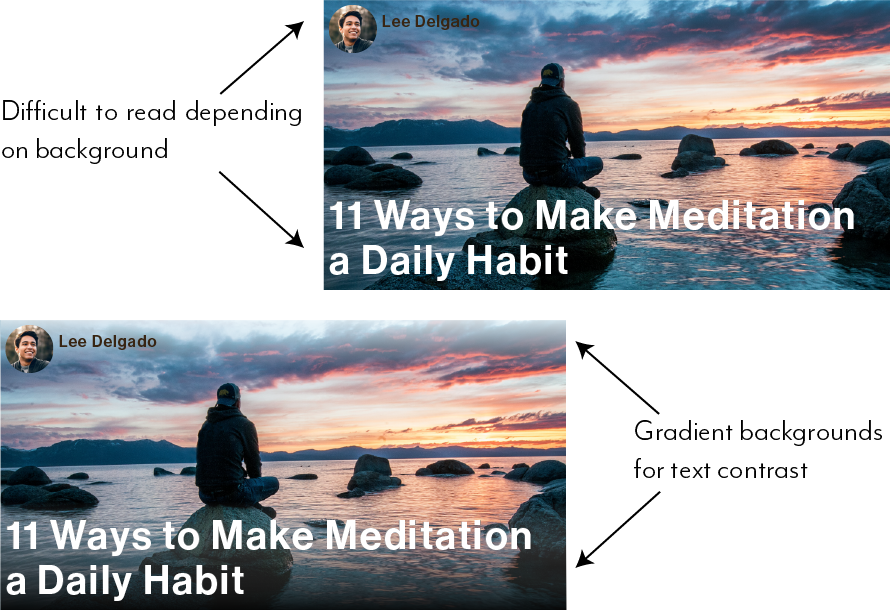 Lee Delgado
Difficult to read depending
on background
11 Ways to Make Meditation
a Daily Habit
Lee Delgado
Gradient backgrounds
for text contrast
11 Ways to Make Meditation
a Daily Habit